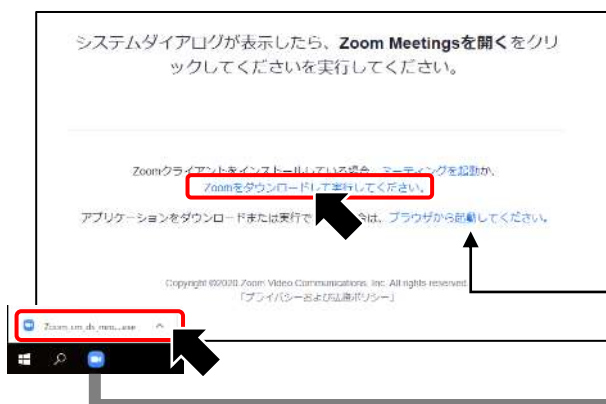 システムダイアログが表示したら、Zoom Meetingsを開くをクリ
ックしてくださいを実行してください。
Zoomクライアントをインストールしている場合、ミーティングを起動か、
Zoomをダウンロードして実行してください。
アプリケーションをダウンロードまたは実行で 合は、ブラウザから起動してください。
Copyright ©2020 Zoom Video Communications, Inc. All rights reserved.
「プライバシーおよび法務ポリシー」
Zoom_cm_ds_mm....exe